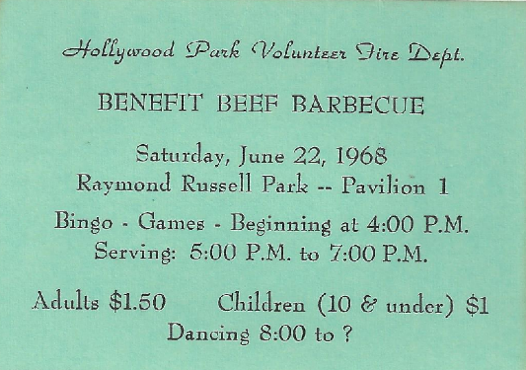 Hollywood Park Volunteer Fire Dept.
BENEFIT BEEF BARBECUE
Saturday, June 22, 1968
Raymond Russell Park -- Pavilion 1
Bingo - Games - Beginning at 4:00 P.M.
Serving: 5:00 P.M. to 7:00 P.M.
Adults $1.50 Children (10 & under) $1
Dancing 8:00 to ?